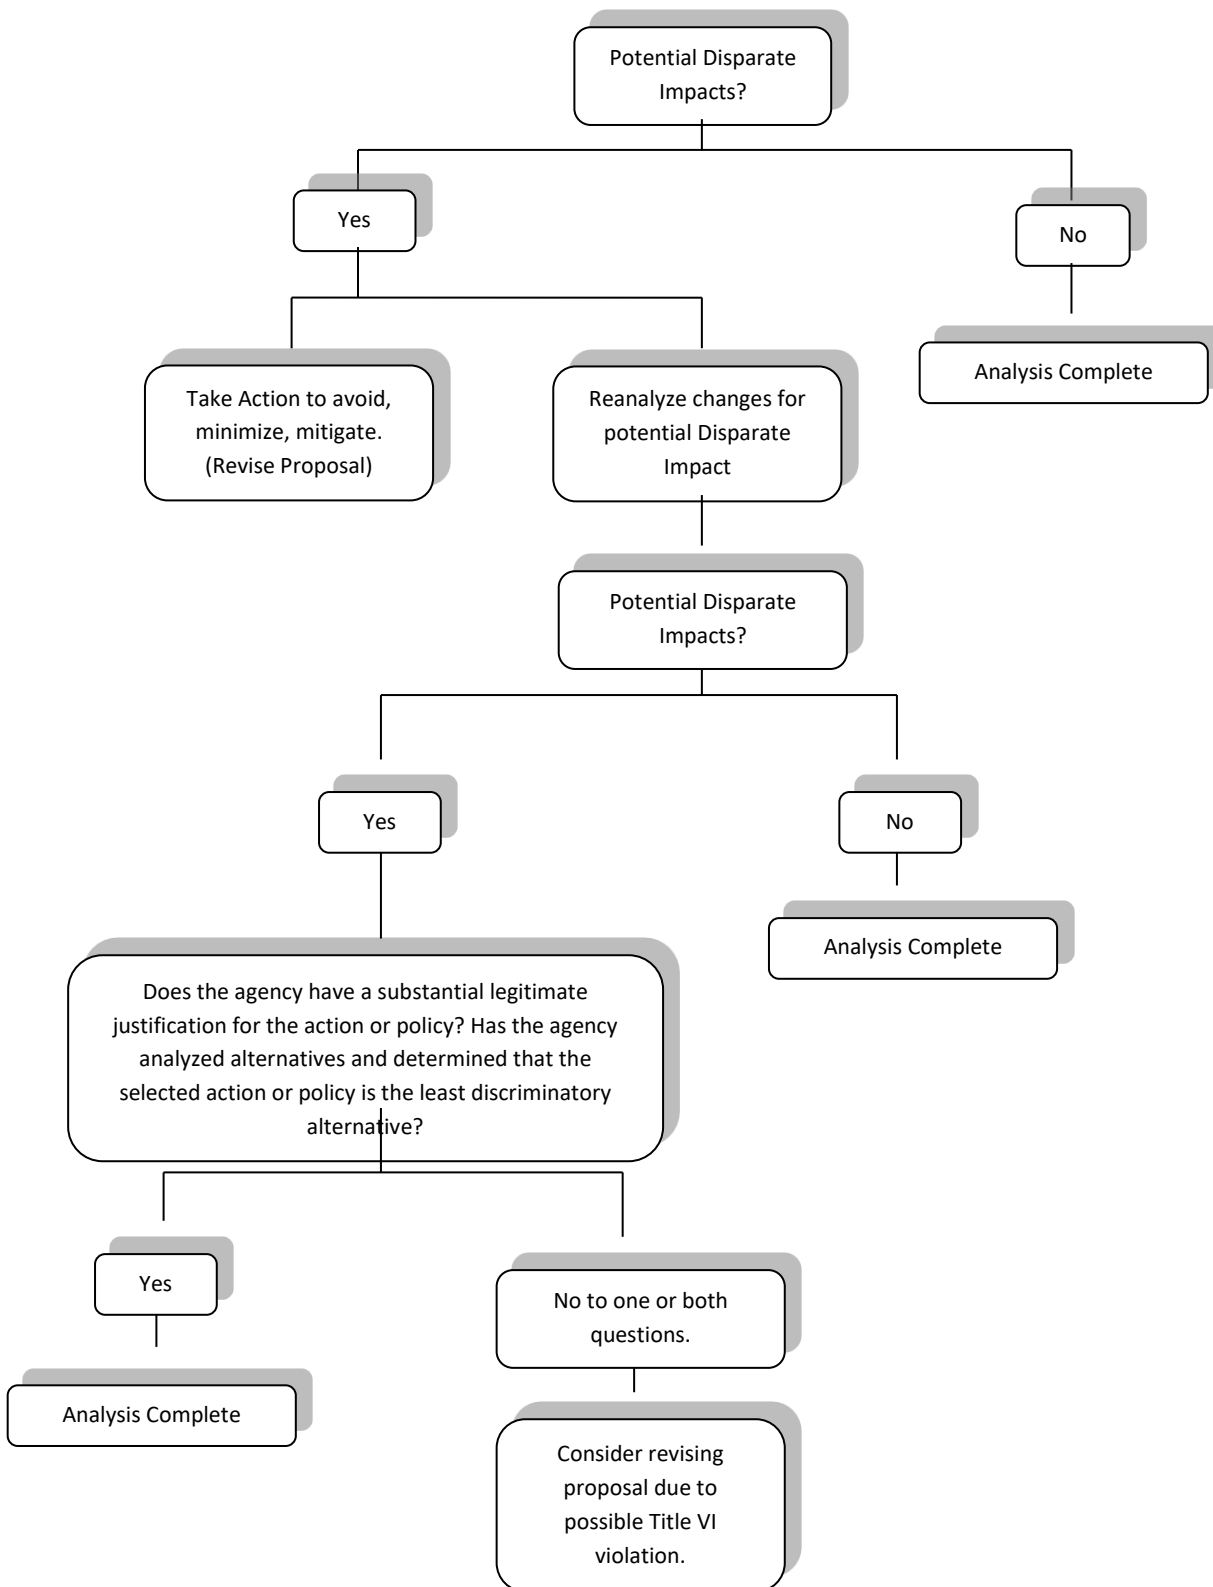 Potential Disparate
Impacts?
Yes
No
Take Action to avoid,
minimize, mitigate.
(Revise Proposal)
Reanalyze changes for
potential Disparate
Impact
Analysis Complete
Potential Disparate
Impacts?
Yes
No
Analysis Complete
Does the agency have a substantial legitimate
justification for the action or policy? Has the agency
analyzed alternatives and determined that the
selected action or policy is the least discriminatory
alternative?
Yes
No to one or both
questions.
Analysis Complete
Consider revising
proposal due to
possible Title VI
violation.